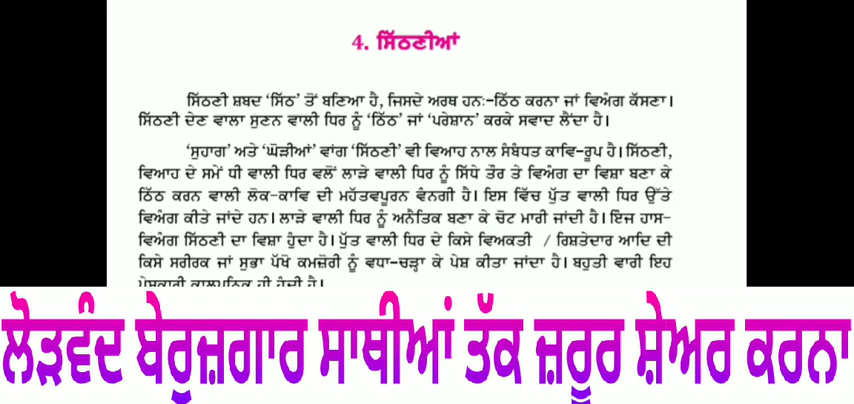 4. ਸਿੱਠਣੀਆਂ
ਸਿੱਠਣੀ ਸ਼ਬਦ ‘ਸਿੱਠ’ ਤੋਂ ਬਣਿਆ ਹੈ, ਜਿਸਦੇ ਅਰਥ ਹਨ:–ਠਿੱਠ ਕਰਨਾ ਜਾਂ ਵਿਅੰਗ ਕੱਸਣਾ।
ਸਿੱਠਣੀ ਦੇਣ ਵਾਲਾ ਸੁਣਨ ਵਾਲੀ ਧਿਰ ਨੂੰ ‘ਠਿੱਠ’ ਜਾਂ ‘ਪਰੇਸ਼ਾਨ’ ਕਰਕੇ ਸਵਾਦ ਲੈਂਦਾ ਹੈ।
‘ਸੁਹਾਗ’ ਅਤੇ ‘ਘੋੜੀਆਂ’ ਵਾਂਗ ‘ਸਿੱਠਣੀ’ ਵੀ ਵਿਆਹ ਨਾਲ ਸੰਬੰਧਤ ਕਾਵਿ-ਰੂਪ ਹੈ। ਸਿੱਠਣੀ,
ਵਿਆਹ ਦੇ ਸਮੇਂ ਧੀ ਵਾਲੀ ਧਿਰ ਵਲੋਂ ਲਾੜੇ ਵਾਲੀ ਧਿਰ ਨੂੰ ਸਿੱਧੇ ਤੌਰ ਤੇ ਵਿਅੰਗ ਦਾ ਵਿਸ਼ਾ ਬਣਾ ਕੇ
ਠਿੱਠ ਕਰਨ ਵਾਲੀ ਲੋਕ-ਕਾਵਿ ਦੀ ਮਹੱਤਵਪੂਰਨ ਵੰਨਗੀ ਹੈ। ਇਸ ਵਿੱਚ ਪੁੱਤ ਵਾਲੀ ਧਿਰ ਉੱਤੇ
ਵਿਅੰਗ ਕੀਤੇ ਜਾਂਦੇ ਹਨ। ਲਾੜੇ ਵਾਲੀ ਧਿਰ ਨੂੰ ਅਨੈਤਿਕ ਬਣਾ ਕੇ ਚੋਟ ਮਾਰੀ ਜਾਂਦੀ ਹੈ। ਇੰਜ ਹਾਸ-
ਵਿਅੰਗ ਸਿੱਠਣੀ ਦਾ ਵਿਸ਼ਾ ਹੁੰਦਾ ਹੈ। ਪੁੱਤ ਵਾਲੀ ਧਿਰ ਦੇ ਕਿਸੇ ਵਿਅਕਤੀ / ਰਿਸ਼ਤੇਦਾਰ ਆਦਿ ਦੀ
ਕਿਸੇ ਸਰੀਰਕ ਜਾਂ ਸੁਭਾ ਪੱਖੋ ਕਮਜ਼ੋਰੀ ਨੂੰ ਵਧਾ-ਚੜ੍ਹਾ ਕੇ ਪੇਸ਼ ਕੀਤਾ ਜਾਂਦਾ ਹੈ। ਬਹੁਤੀ ਵਾਰੀ ਇਹ
ਪੇਸ਼ਕਾਰੀ ਕਾਲਪਨਿਕ ਹੀ ਹੁੰਦੀ ਹੈ।
ਲੋੜਵੰਦ ਬੇਰੁਜ਼ਗਾਰ ਸਾਥੀਆਂ ਤੱਕ ਜ਼ਰੂਰ ਸ਼ੇਅਰ ਕਰਨਾ